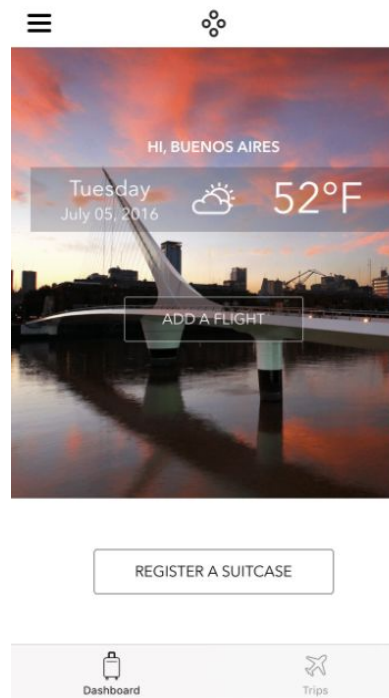 HI, BUENOS AIRES
Tuesday
July 05, 2016
52°F
ADD A FLIGHT
REGISTER A SUITCASE
Dashboard
Trips